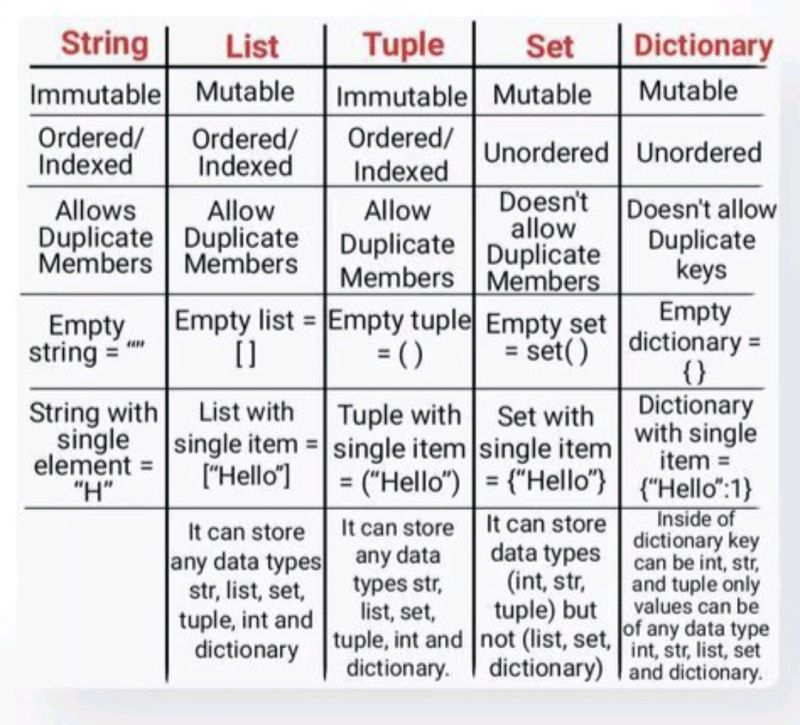 String List Tuple Set Dictionary
Immutable Mutable Immutable Mutable Mutable
Ordered/
Indexed
Ordered/
Indexed
Ordered/
Indexed
Unordered
Unordered
Allows
Duplicate
Members
Allow
Duplicate
Members
Allow
Duplicate
Members
Doesn't
allow
Duplicate
Members
Doesn't allow
Duplicate
keys
Empty
string = ""
Empty list =
[]
Empty tuple
= ()
Empty set
= set()
Empty
dictionary =
{}
String with
single
element =
"H"
List with
single item =
["Hello"]
Tuple with
single item
= ("Hello")
Set with
single item
= {"Hello"}
Dictionary
with single
item =
{"Hello":1}
It can store
any data types
str, list, set,
tuple, int and
dictionary
It can store
any data
types str,
list, set,
tuple, int and
dictionary.
It can store
data types
(int, str,
tuple) but
not (list, set,
dictionary)
Inside of
dictionary key
can be int, str,
and tuple only
values can be
of any data type
int, str, list, set
and dictionary.